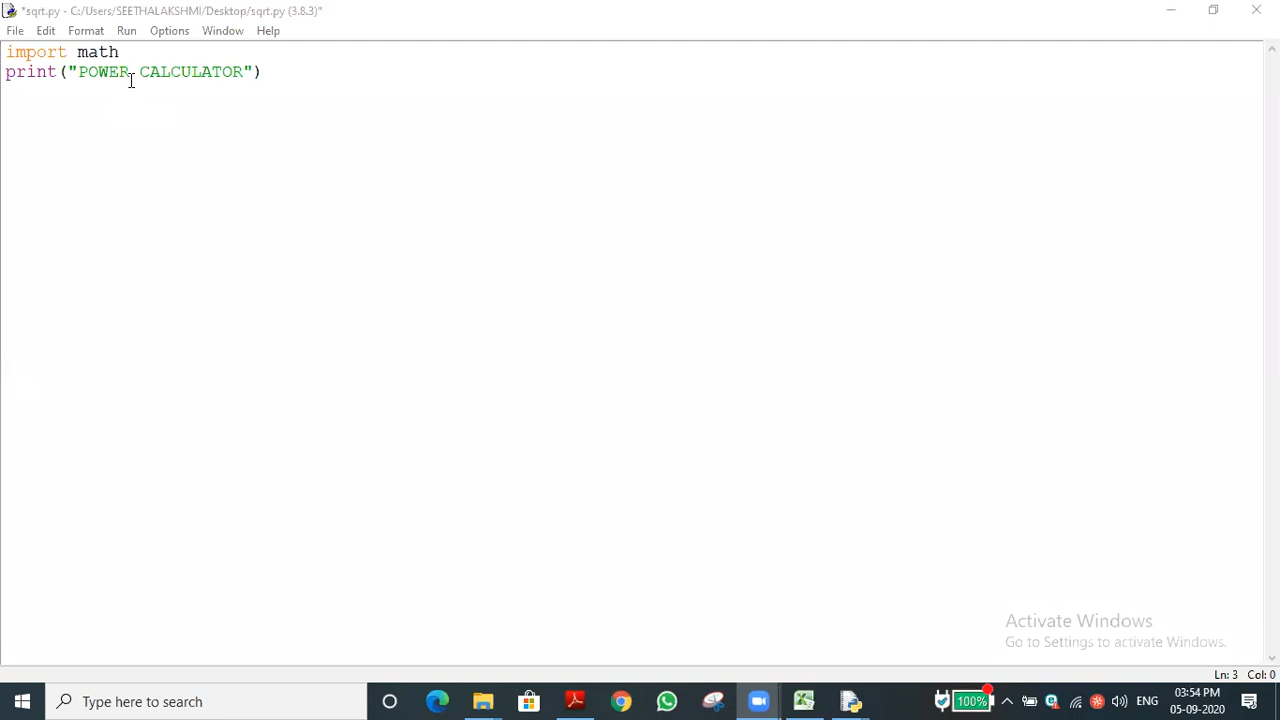 *sqrt.py - C:/Users/SEETHALAKSHMI/Desktop/sqrt.py (3.8.3)*
File Edit Format Run Options Window Help
import math
print("POWER CALCULATOR")
Activate Windows
Go to Settings to activate Windows.
Ln: 3 Col: 0
Type here to search
100%
ENG
03:54 PM
05-09-2020